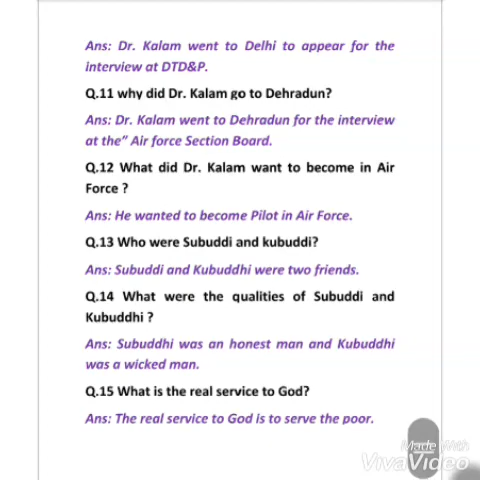 Ans: Dr. Kalam went to Delhi to appear for the
interview at DTD&P.
Q.11 why did Dr. Kalam go to Dehradun?
Ans: Dr. Kalam went to Dehradun for the interview
at the” Air force Section Board.
Q.12 What did Dr. Kalam want to become in Air
Force ?
Ans: He wanted to become Pilot in Air Force.
Q.13 Who were Subuddi and kubuddi?
Ans: Subuddi and Kubuddhi were two friends.
Q.14 What were the qualities of Subuddi and
Kubuddhi ?
Ans: Subuddhi was an honest man and Kubuddhi
was a wicked man.
Q.15 What is the real service to God?
Ans: The real service to God is to serve the poor.
Made With
VivaVideo